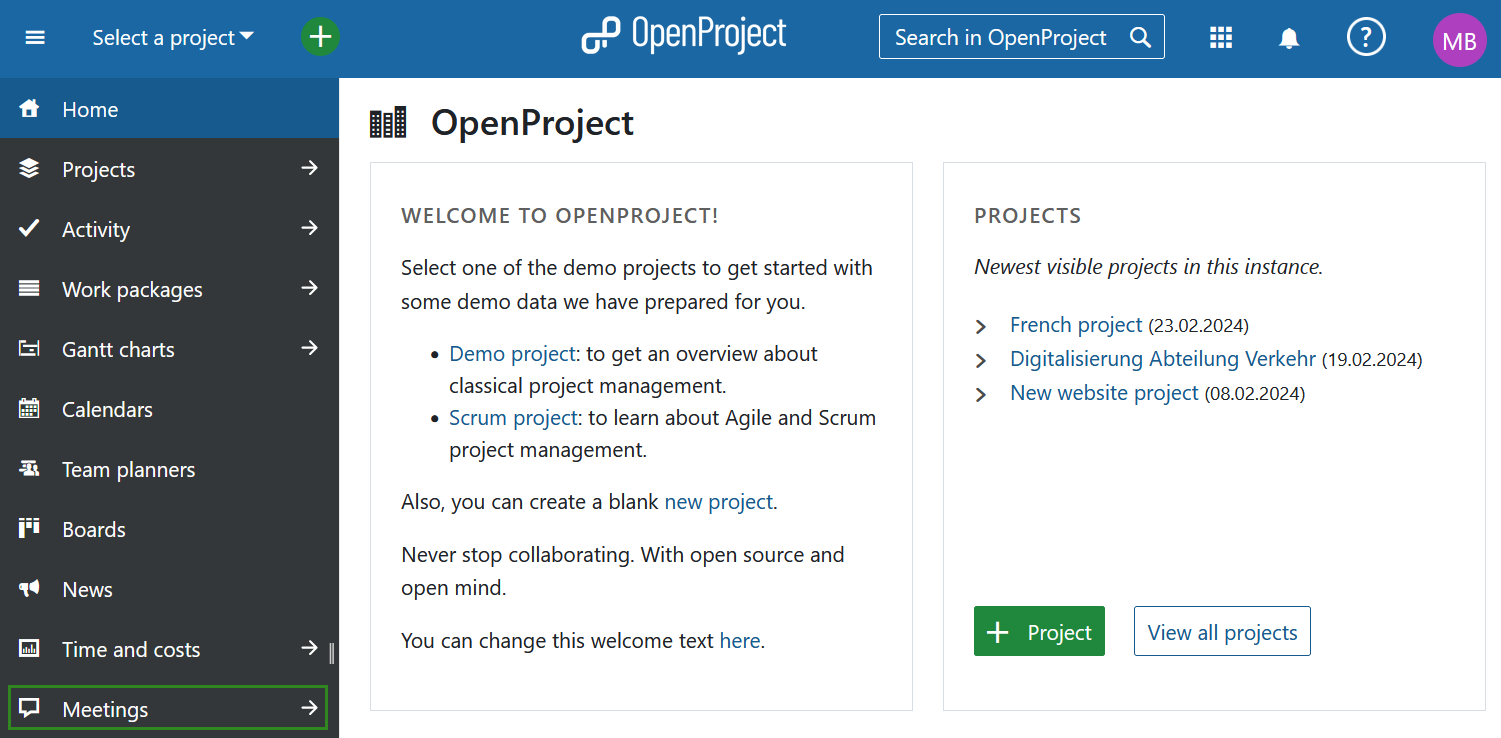 Select a project
OpenProject
Search in OpenProject
?
MB
Home
Projects
Activity
Work packages
Gantt charts
Calendars
Team planners
Boards
News
Time and costs
Meetings
OpenProject
WELCOME TO OPENPROJECT!
Select one of the demo projects to get started with
some demo data we have prepared for you.
• Demo project: to get an overview about
classical project management.
• Scrum project: to learn about Agile and Scrum
project management.
Also, you can create a blank new project.
Never stop collaborating. With open source and
open mind.
You can change this welcome text here.
PROJECTS
Newest visible projects in this instance.
French project (23.02.2024)
Digitalisierung Abteilung Verkehr (19.02.2024)
New website project (08.02.2024)
+ Project
View all projects